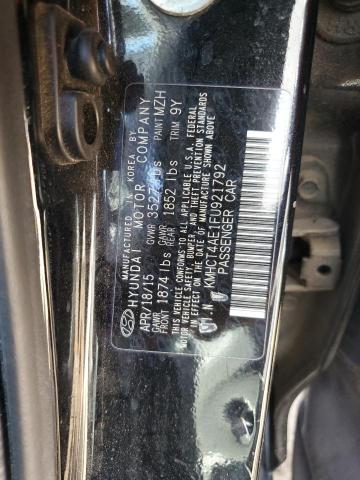 MANUFACTURED IN KOREA BY
HYUNDAI MOTOR COMPANY
APR/18/15 GVWR 3527 lbs PAINT MZH
GAWR FRONT 1874 lbs GAWR REAR 1852 lbs TRIM 9Y
THIS VEHICLE CONFORMS TO ALL APPLICABLE U.S.A. FEDERAL
MOTOR VEHICLE SAFETY, BUMPER, AND THEFT PREVENTION STANDARDS
IN EFFECT ON THE DATE OF MANUFACTURE SHOWN ABOVE
V I N KMHCT4AE1FU921792
PASSENGER CAR